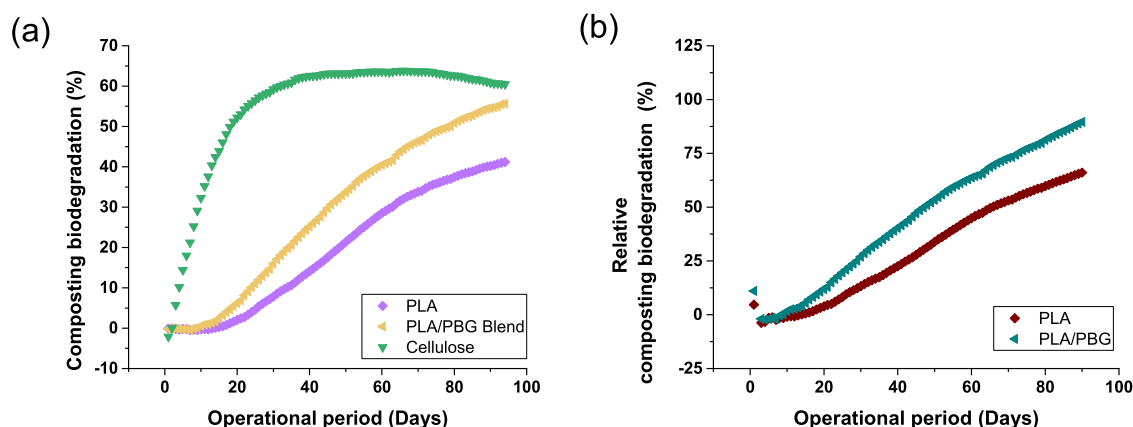 (a)
70
60
50
40
30
20
10
0
-10
Composting biodegradation (%)
0 20 40 60 80 100
Operational period (Days)
PLA
PLA/PBG Blend
Cellulose
(b)
125
100
75
50
25
0
-25
Relative
composting biodegradation (%)
0 20 40 60 80 100
Operational period (Days)
PLA
PLA/PBG